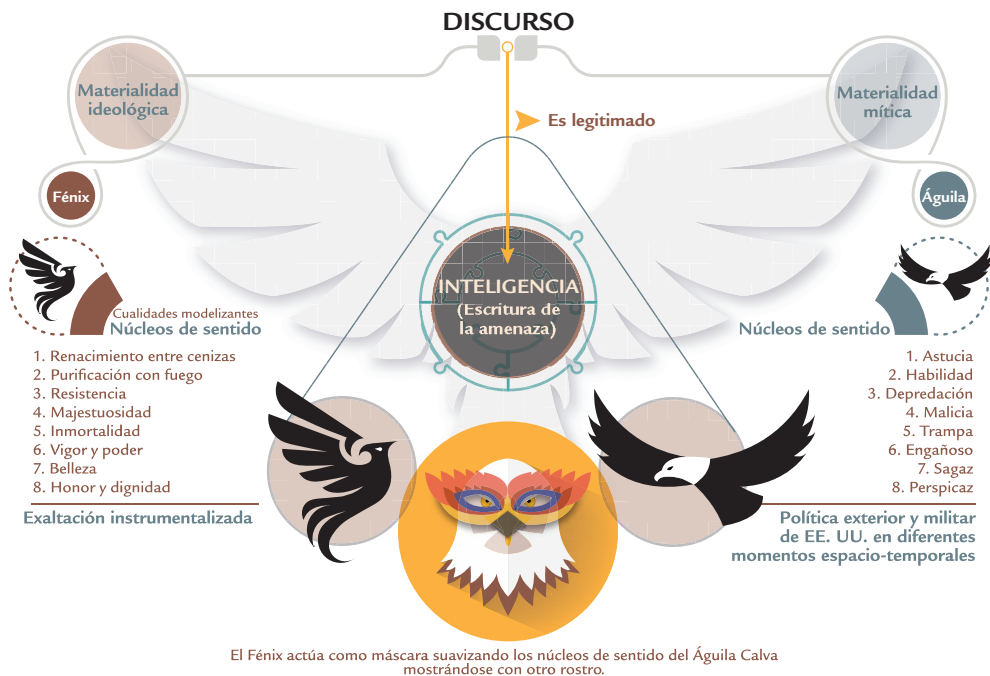 DISCURSO
Materialidad
ideológica
Materialidad
mítica
Es legitimado
Fénix
Águila
INTELIGENCIA
(Escritura de
la amenaza)
Cualidades modelizantes
Núcleos de sentido
1. Renacimiento entre cenizas
2. Purificación con fuego
3. Resistencia
4. Majestuosidad
5. Inmortalidad
6. Vigor y poder
7. Belleza
8. Honor y dignidad
Exaltación instrumentalizada
Núcleos de sentido
1. Astucia
2. Habilidad
3. Depredación
4. Malicia
5. Trampa
6. Engañoso
7. Sagaz
8. Perspicaz
Política exterior y militar
de EE. UU. en diferentes
momentos espacio-temporales
El Fénix actúa como máscara suavizando los núcleos de sentido del Águila Calva
mostrándose con otro rostro.